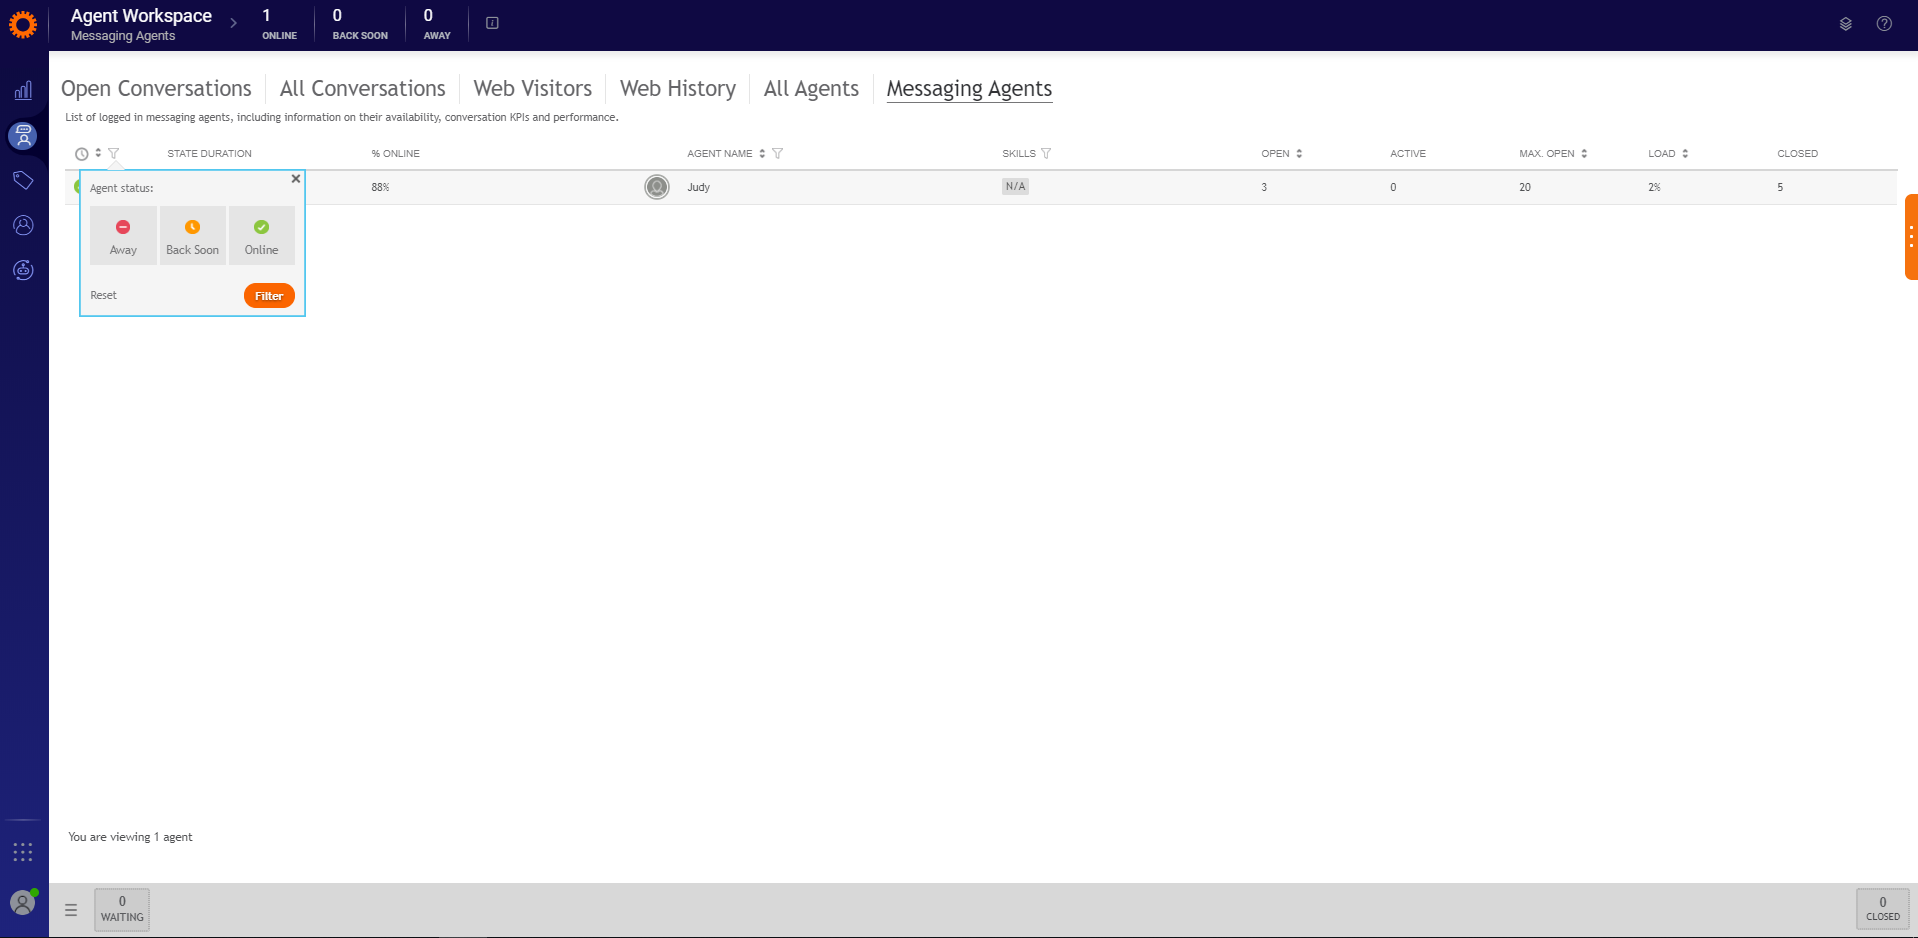 Agent Workspace
Messaging Agents
1
ONLINE
0
BACK SOON
0
AWAY
Open Conversations
All Conversations
Web Visitors
Web History
All Agents
Messaging Agents
List of logged in messaging agents, including information on their availability, conversation KPIs and performance.
STATE DURATION
% ONLINE
AGENT NAME
SKILLS
OPEN
ACTIVE
MAX. OPEN
LOAD
CLOSED
88%
Judy
N/A
3
0
20
2%
5
Agent status:
Away
Back Soon
Online
Reset
Filter
You are viewing 1 agent
0
WAITING
0
CLOSED